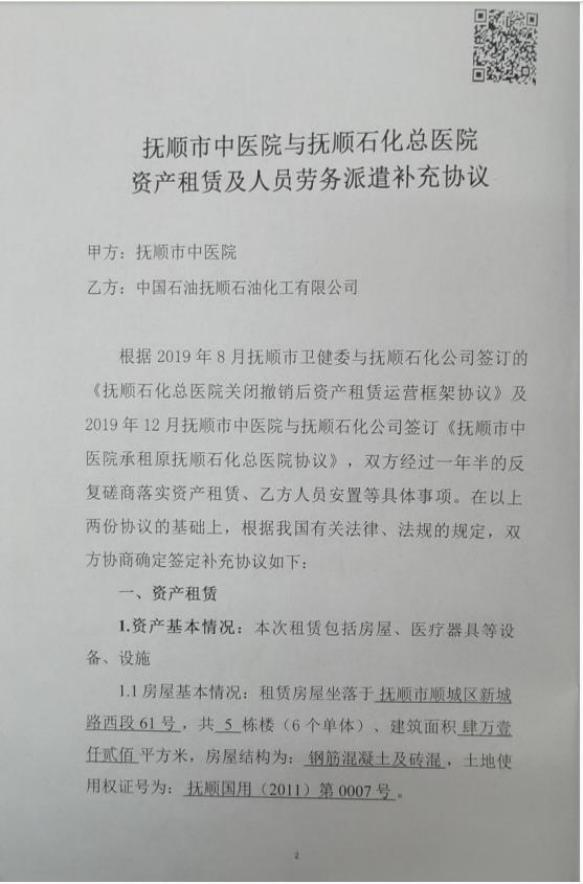 抚顺市中医院与抚顺石化总医院
资产租赁及人员劳务派遣补充协议
甲方：抚顺市中医院
乙方：中国石油抚顺石油化工有限公司
根据 2019 年 8 月抚顺市卫健委与抚顺石化公司签订的
《抚顺石化总医院关闭撤销后资产租赁运营框架协议》及
2019 年 12 月抚顺市中医院与抚顺石化公司签订《抚顺市中
医院承租原抚顺石化总医院协议》，双方经过一年半的反
复磋商落实资产租赁、乙方人员安置等具体事项。在以上
两份协议的基础上，根据我国有关法律、法规的规定，双
方协商确定签定补充协议如下：
一、资产租赁
1.资产基本情况：本次租赁包括房屋、医疗器具等设
备、设施
1.1 房屋基本情况：租赁房屋坐落于 抚顺市顺城区新城
路西段 61 号 ，共 5 栋楼（6 个单体）、建筑面积 肆万壹
仟贰佰 平方米，房屋结构为： 钢筋混凝土及砖混 ，土地使
用权证号为： 抚顺国用（2011）第 0007 号 。
2